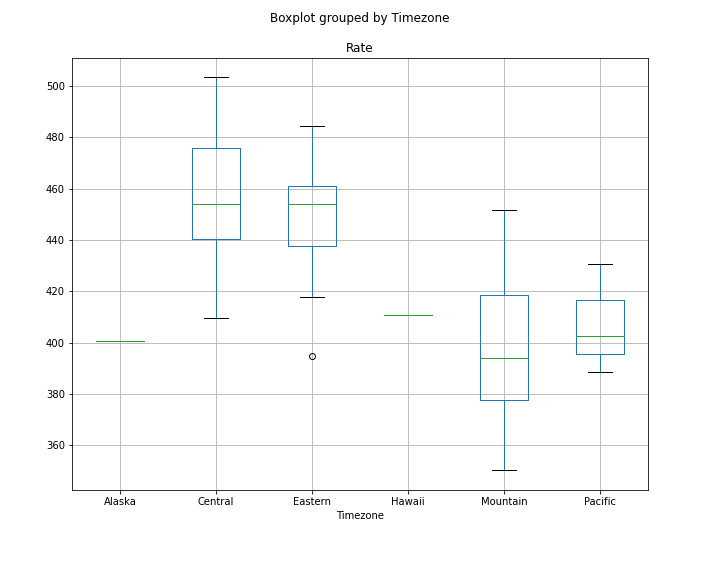 Boxplot grouped by Timezone
Rate
500
480
460
440
420
400
380
360
Alaska Central Eastern Hawaii Mountain Pacific
Timezone